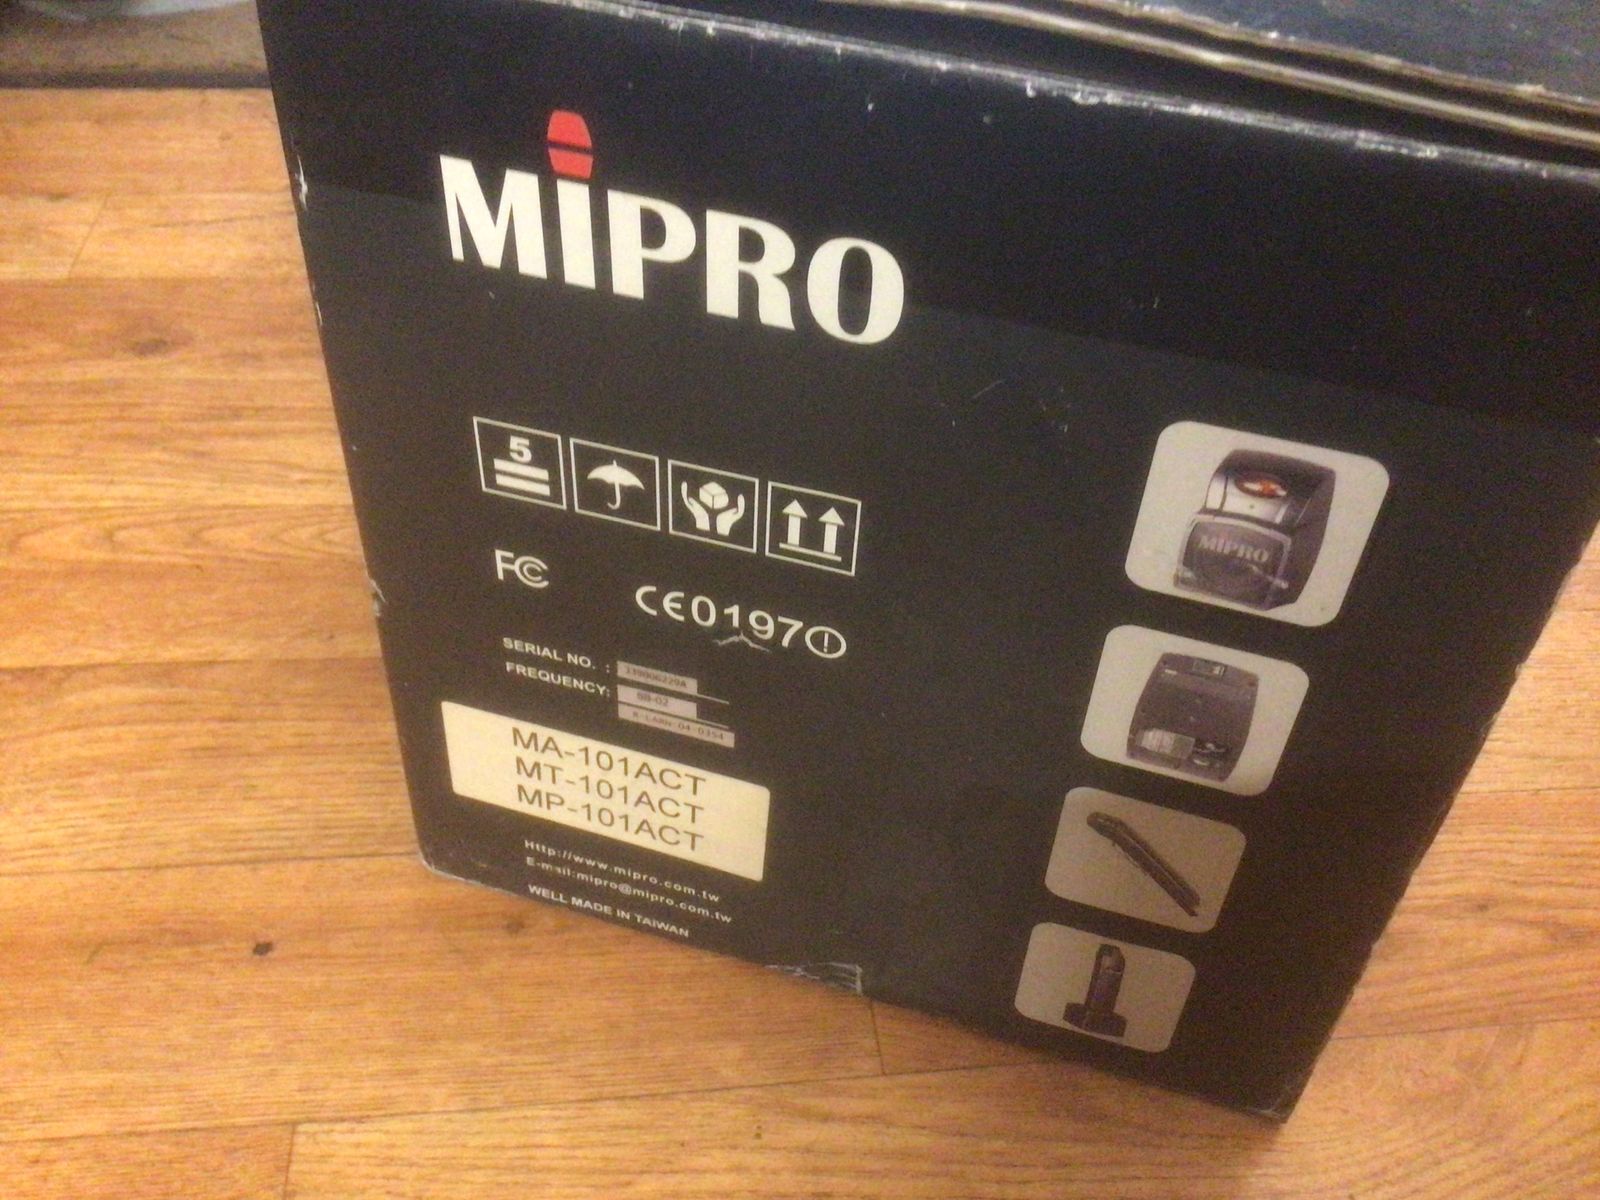 MIPRO
5
FC
CE0197
SERIAL NO. :
FREQUENCY:
MA-101ACT
MT-101ACT
MP-101ACT
Http://www.mipro.com.tw
E-mail:mipro@mipro.com.tw
WELL MADE IN TAIWAN
MIPRO